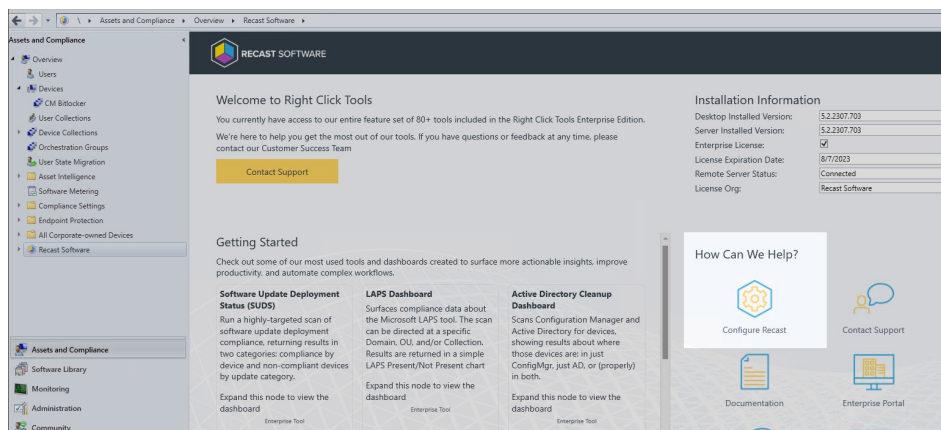 \ Assets and Compliance Overview Recast Software
Assets and Compliance
Overview
Users
Devices
CM Bitlocker
User Collections
Device Collections
Orchestration Groups
User State Migration
Asset Intelligence
Software Metering
Compliance Settings
Endpoint Protection
All Corporate-owned Devices
Recast Software
Assets and Compliance
Software Library
Monitoring
Administration
Community
RECAST SOFTWARE
Welcome to Right Click Tools
You currently have access to our entire feature set of 80+ tools included in the Right Click Tools Enterprise Edition.
We're here to help you get the most out of our tools. If you have questions or feedback at any time, please
contact our Customer Success Team
Contact Support
Installation Information
Desktop Installed Version: 5.2.2307.703
Server Installed Version: 5.2.2307.703
Enterprise License:
License Expiration Date: 8/7/2023
Remote Server Status: Connected
License Org: Recast Software
Getting Started
Check out some of our most used tools and dashboards created to surface more actionable insights, improve
productivity, and automate complex workflows.
Software Update Deployment
Status (SUDS)
Run a highly-targeted scan of
software update deployment
compliance, returning results in
two categories: compliance by
device and non-compliant devices
by update category.
Expand this node to view the
dashboard
Enterprise Tool
LAPS Dashboard
Surfaces compliance data about
the Microsoft LAPS tool. The scan
can be directed at a specific
Domain, OU, and/or Collection.
Results are returned in a simple
LAPS Present/Not Present chart
Expand this node to view the
dashboard
Enterprise Tool
Active Directory Cleanup
Dashboard
Scans Configuration Manager and
Active Directory for devices,
showing results about where
those devices are: in just
ConfigMgr, just AD, or (properly)
in both.
Expand this node to view the
dashboard
Enterprise Tool
How Can We Help?
Configure Recast
Contact Support
Documentation
Enterprise Portal